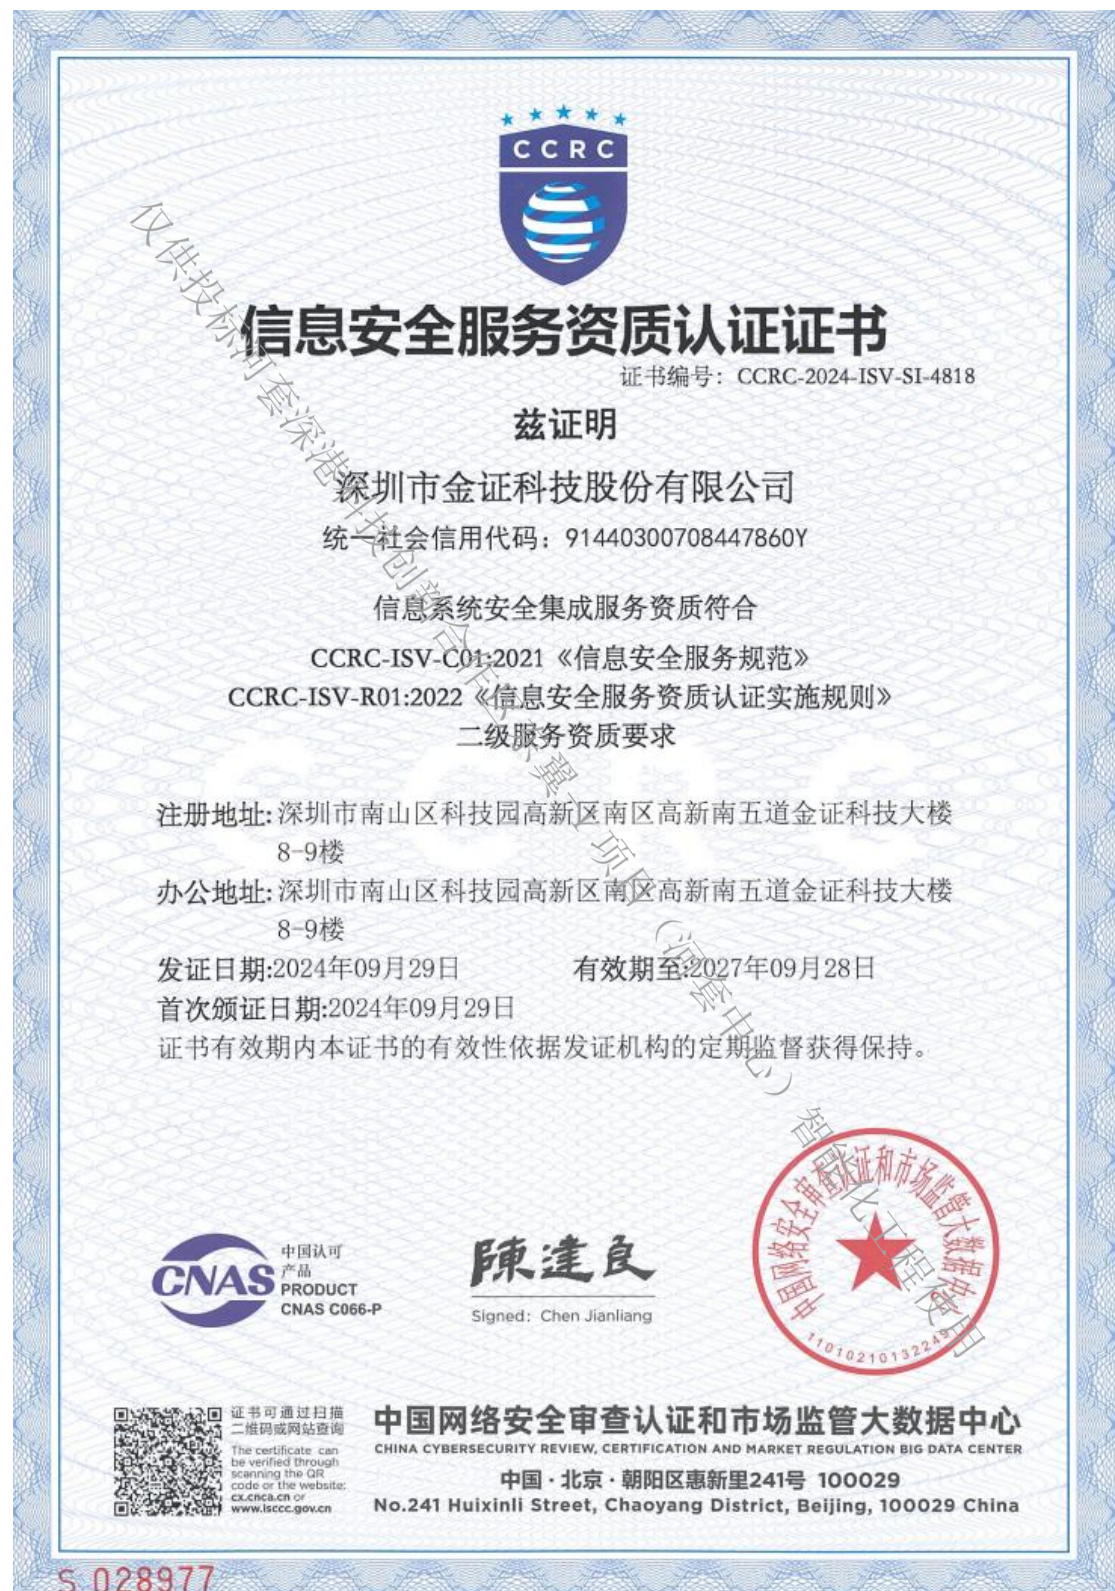 CCRC
信息安全服务资质认证证书
证书编号：CCRC-2024-ISV-SI-4818
兹证明
深圳市金证科技股份有限公司
统一社会信用代码：91440300708447860Y
信息系统安全集成服务资质符合
CCRC-ISV-C01:2021《信息安全服务规范》
CCRC-ISV-R01:2022《信息安全服务资质认证实施规则》
二级服务资质要求
注册地址:深圳市南山区科技园高新区南区高新南五道金证科技大楼
8-9楼
办公地址:深圳市南山区科技园高新区南区高新南五道金证科技大楼
8-9楼
发证日期:2024年09月29日 有效期至:2027年09月28日
首次颁证日期:2024年09月29日
证书有效期内本证书的有效性依据发证机构的定期监督获得保持。
CNAS
中国认可
产品
PRODUCT
CNAS C066-P
陳建良
Signed: Chen Jianliang
中国网络安全审查认证和市场监管大数据中心
11010210132249
证书可通过扫描
二维码或网站查询
The certificate can
be verified through
scanning the QR
code or the website:
cx.cnca.cn or
www.isccc.gov.cn
中国网络安全审查认证和市场监管大数据中心
CHINA CYBERSECURITY REVIEW, CERTIFICATION AND MARKET REGULATION BIG DATA CENTER
中国·北京·朝阳区惠新里241号 100029
No.241 Huixinli Street, Chaoyang District, Beijing, 100029 China
S 028977